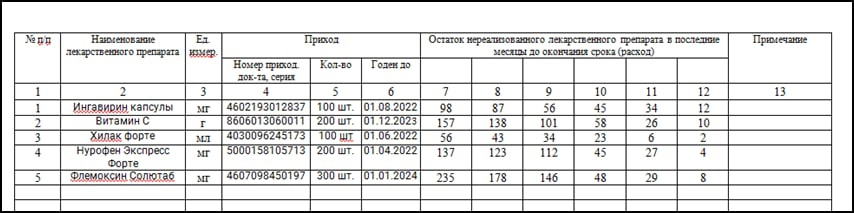 № п/п Наименование лекарственного препарата Ед. измер. Приход Остаток нереализованного лекарственного препарата в последние месяцы до окончания срока (расход) Примечание
Номер приход. док-та, серия Кол-во Годен до
1 2 3 4 5 6 7 8 9 10 11 12 13
1 Ингавирин капсулы мг 4602193012837 100 шт. 01.08.2022 98 87 56 45 34 12
2 Витамин С г 8606013060011 200 шт. 01.12.2023 157 138 101 58 26 10
3 Хилак форте мл 4030096245173 100 шт 01.06.2022 56 43 34 23 6 2
4 Нурофен Экспресс Форте мг 5000158105713 200 шт. 01.04.2022 137 123 112 45 27 4
5 Флемоксин Солютаб мг 4607098450197 300 шт. 01.01.2024 235 178 146 48 29 8